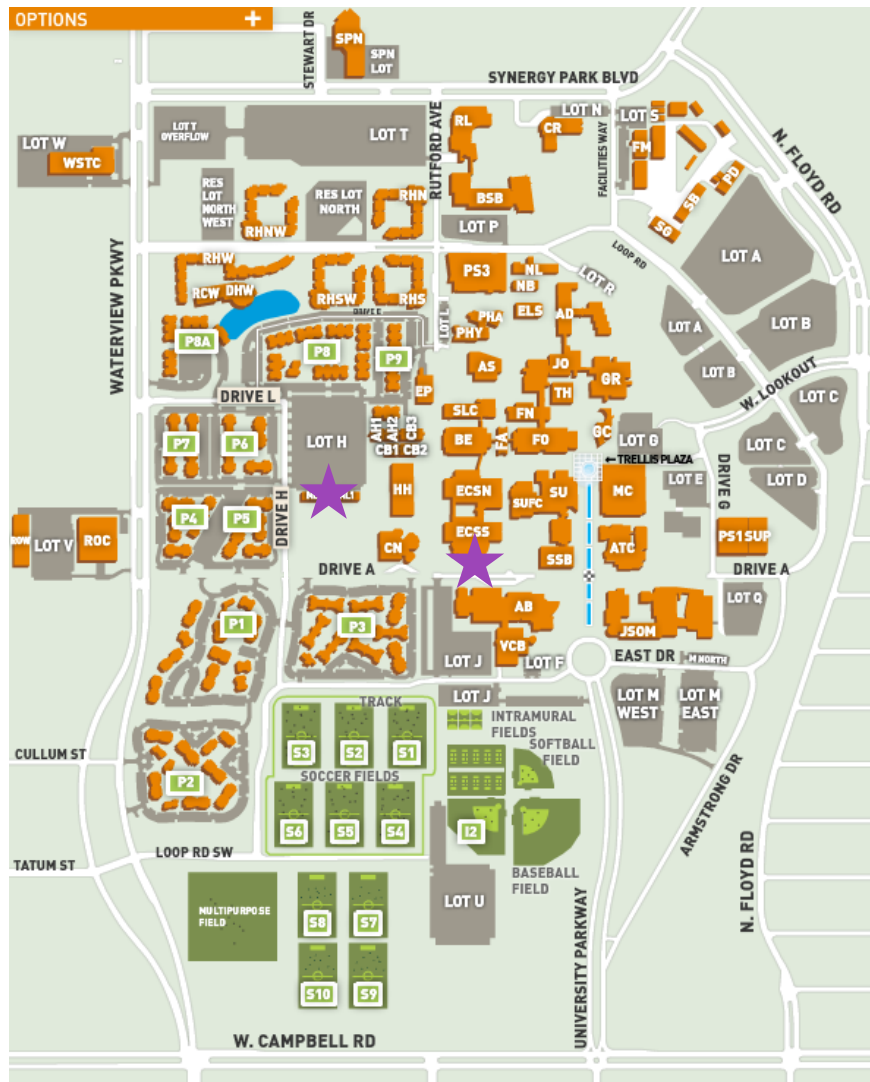 OPTIONS +
STEWART DR
SPN
SPN
LOT
SYNERGY PARK BLVD
LOT W
WSTC
LOT T
OVERFLOW
LOT T
RUTFORD AVE
RL
CR
LOT N
LOT S
FACILITIES WAY
FM
N. FLOYD RD
RES
LOT
NORTH
WEST
RES LOT
NORTH
RHN
RHNW
BSB
LOT P
PD
SB
SG
LOT A
LOOP RD
WATERVIEW PKWY
RHW
RCW
DHW
RHSW
RHS
DRIVE E
PS3
NL
NB
LOT R
ELS
AD
LOT L
PHA
PHY
LOT A
LOT B
P8A
P8
P9
AS
JO
GR
TH
LOT B
W. LOOKOUT
LOT C
EP
DRIVE L
SLC
FN
GC
LOT G
P7
P6
LOT H
AH1
AH2
CB3
CB1
CB2
BE
FA
FO
← TRELLIS PLAZA
LOT C
LOT D
P4
P5
DRIVE H
HH
ECSN
SUFC
SU
MC
LOT E
DRIVE G
ROW
LOT V
ROC
CN
ECSS
SSB
ATC
PS1
SUP
DRIVE A
DRIVE A
P1
P3
AB
VCB
LOT J
LOT F
JSOM
LOT Q
EAST DR
M NORTH
LOT J
LOT M
WEST
LOT M
EAST
TRACK
INTRAMURAL
FIELDS
SOFTBALL
FIELD
S3
S2
S1
SOCCER FIELDS
CULLUM ST
P2
S6
S5
S4
I2
ARMSTRONG DR
LOOP RD SW
TATUM ST
BASEBALL
FIELD
N. FLOYD RD
MULTIPURPOSE
FIELD
S8
S7
LOT U
UNIVERSITY PARKWAY
S10
S9
W. CAMPBELL RD